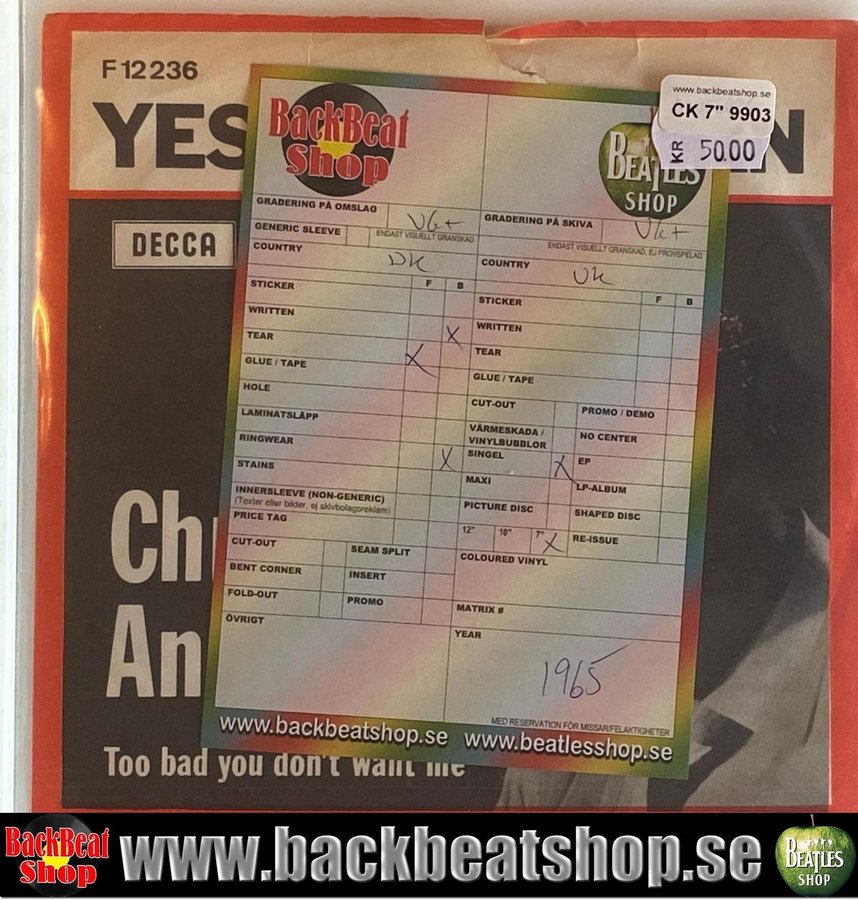 F 12236
YES
N
DECCA
Ch
An
Too bad you don't want me
www.backbeatshop.se
CK 7" 9903
KR 50.00
BackBeat
Shop
BEATLES
SHOP
GRADERING PÅ OMSLAG VG+
GENERIC SLEEVE ENDAST VISUELLT GRANSKAD
COUNTRY DK
STICKER F B
WRITTEN
TEAR X
GLUE / TAPE X
HOLE
LAMINATSLÄPP
RINGWEAR
STAINS X
INNERSLEEVE (NON-GENERIC)
(Texter eller bilder, ej skivbolagsreklam)
PRICE TAG
CUT-OUT SEAM SPLIT
BENT CORNER INSERT
FOLD-OUT PROMO
ÖVRIGT
GRADERING PÅ SKIVA VG+
ENDAST VISUELLT GRANSKAD, EJ PROVSPELAD
COUNTRY UK
STICKER F B
WRITTEN
TEAR
GLUE / TAPE
CUT-OUT PROMO / DEMO
VÄRMESKADA / NO CENTER
VINYLBUBBLOR
SINGEL X EP
MAXI LP-ALBUM
PICTURE DISC SHAPED DISC
12" 10" 7" X RE-ISSUE
COLOURED VINYL
MATRIX #
YEAR
1965
MED RESERVATION FÖR MISSAR/FELAKTIGHETER
www.backbeatshop.se www.beatlesshop.se
BackBeat
Shop
www.backbeatshop.se
BEATLES
SHOP